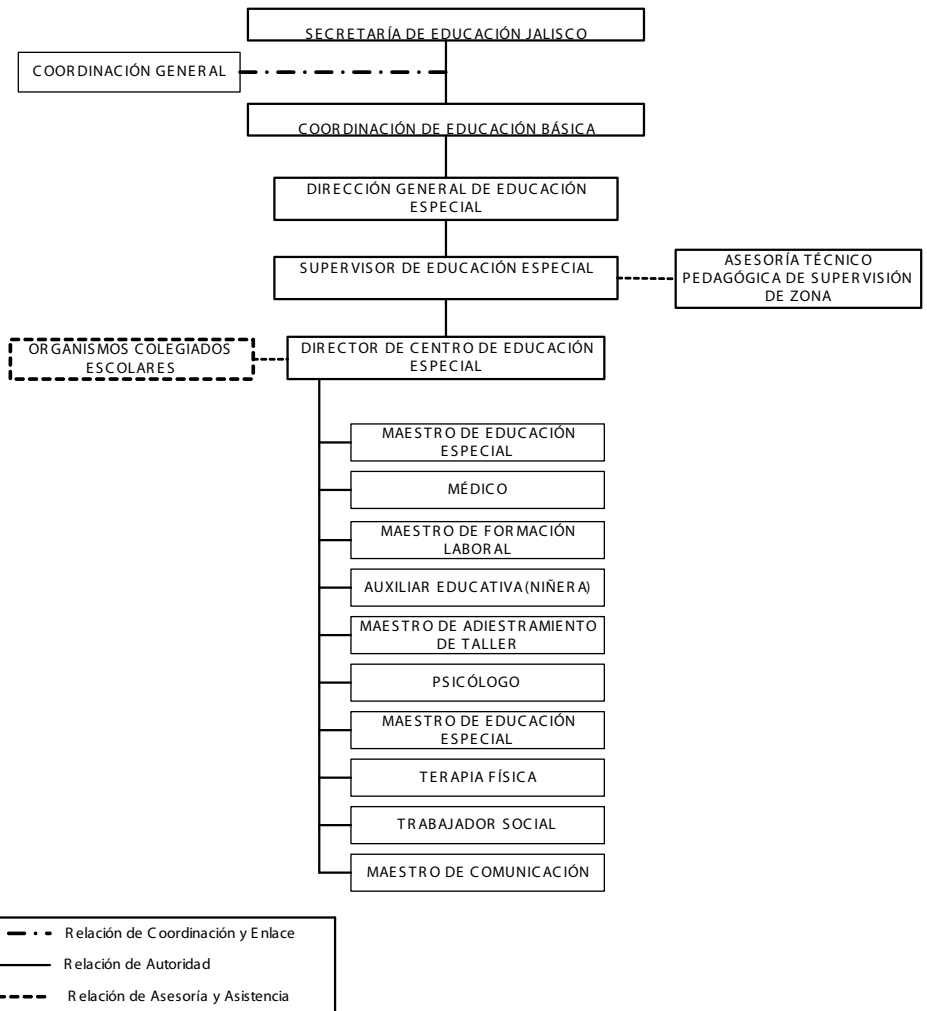 SECRETARÍA DE EDUCACIÓN JALISCO
COORDINACIÓN GENERAL
COORDINACIÓN DE EDUCACIÓN BÁSICA
DIRECCIÓN GENERAL DE EDUCACIÓN
ESPECIAL
SUPERVISOR DE EDUCACIÓN ESPECIAL
ASESORÍA TÉCNICO
PEDAGÓGICA DE SUPERVISIÓN
DE ZONA
ORGANISMOS COLEGIADOS
ESCOLARES
DIRECTOR DE CENTRO DE EDUCACIÓN
ESPECIAL
MAESTRO DE EDUCACIÓN
ESPECIAL
MÉDICO
MAESTRO DE FORMACIÓN
LABORAL
AUXILIAR EDUCATIVA (NIÑERA)
MAESTRO DE ADIESTRAMIENTO
DE TALLER
PSICÓLOGO
MAESTRO DE EDUCACIÓN
ESPECIAL
TERAPIA FÍSICA
TRABAJADOR SOCIAL
MAESTRO DE COMUNICACIÓN
Relación de Coordinación y Enlace
Relación de Autoridad
Relación de Asesoría y Asistencia